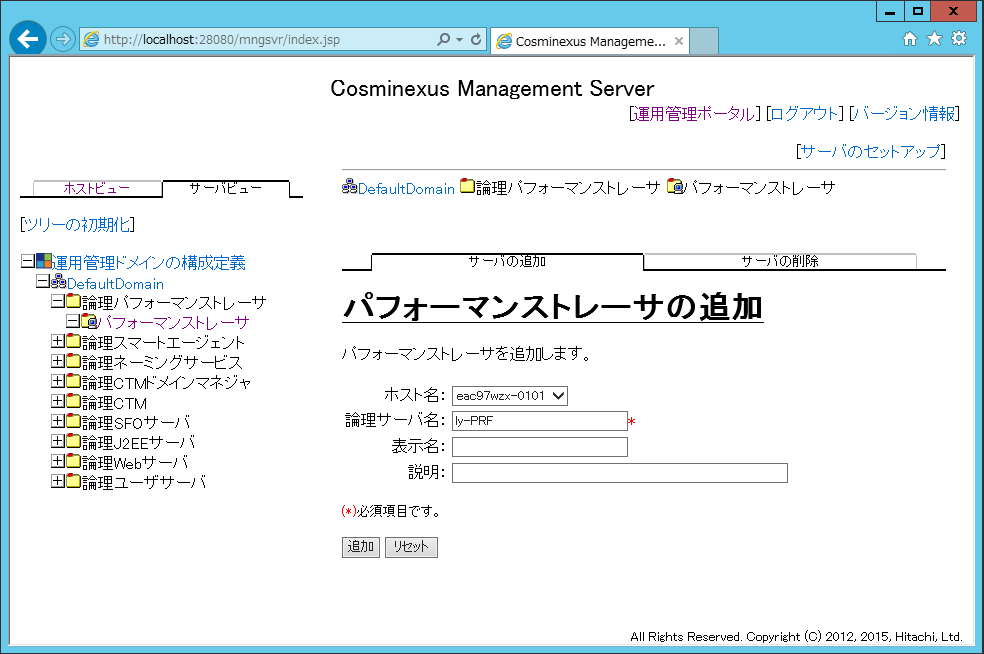 http://localhost:28080/mngsvr/index.jsp
Cosminexus Manageme...
Cosminexus Management Server
[運用管理ポータル] [ログアウト] [バージョン情報]
[サーバのセットアップ]
ホストビュー サーバビュー
DefaultDomain 論理パフォーマンストレーサ パフォーマンストレーサ
[ツリーの初期化]
運用管理ドメインの構成定義
DefaultDomain
論理パフォーマンストレーサ
パフォーマンストレーサ
論理スマートエージェント
論理ネーミングサービス
論理CTMドメインマネジャ
論理CTM
論理SFOサーバ
論理J2EEサーバ
論理Webサーバ
論理ユーザサーバ
サーバの追加 サーバの削除
パフォーマンストレーサの追加
パフォーマンストレーサを追加します。
ホスト名: eac97wzx-0101
論理サーバ名: ly-PRF *
表示名:
説明:
(*)必須項目です。
追加 リセット
All Rights Reserved. Copyright (C) 2012, 2015, Hitachi, Ltd.